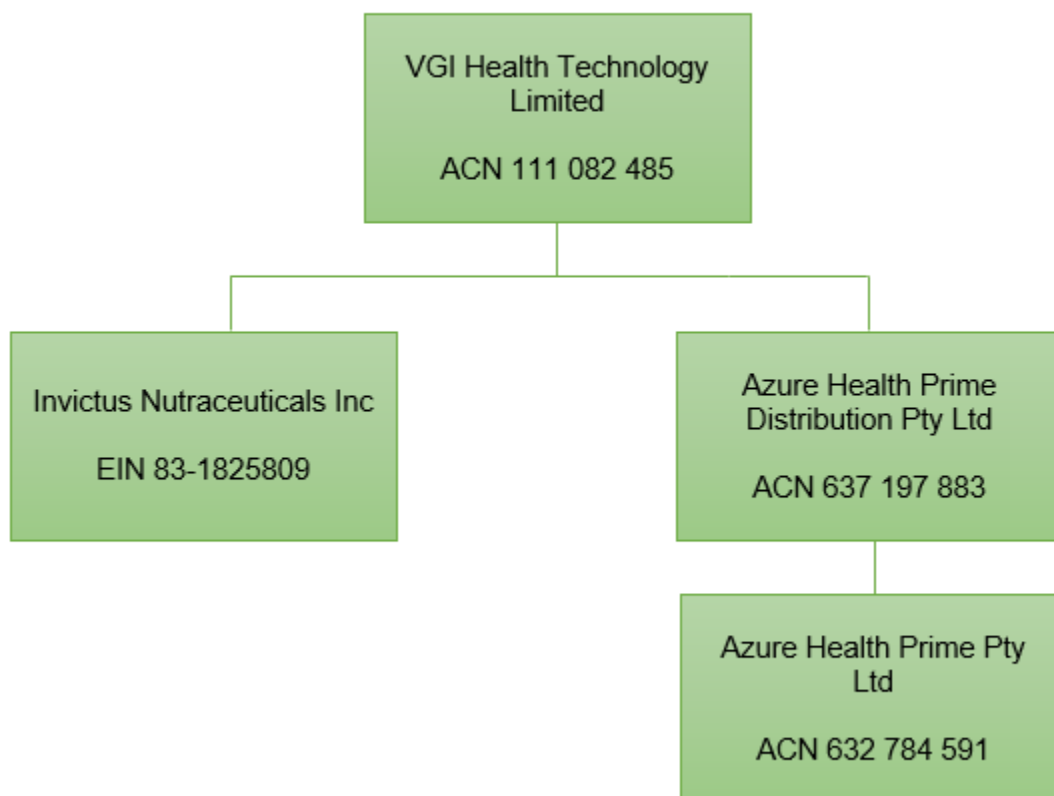 VGI Health Technology
Limited
ACN 111 082 485
Invictus Nutraceuticals Inc
EIN 83-1825809
Azure Health Prime
Distribution Pty Ltd
ACN 637 197 883
Azure Health Prime Pty
Ltd
ACN 632 784 591